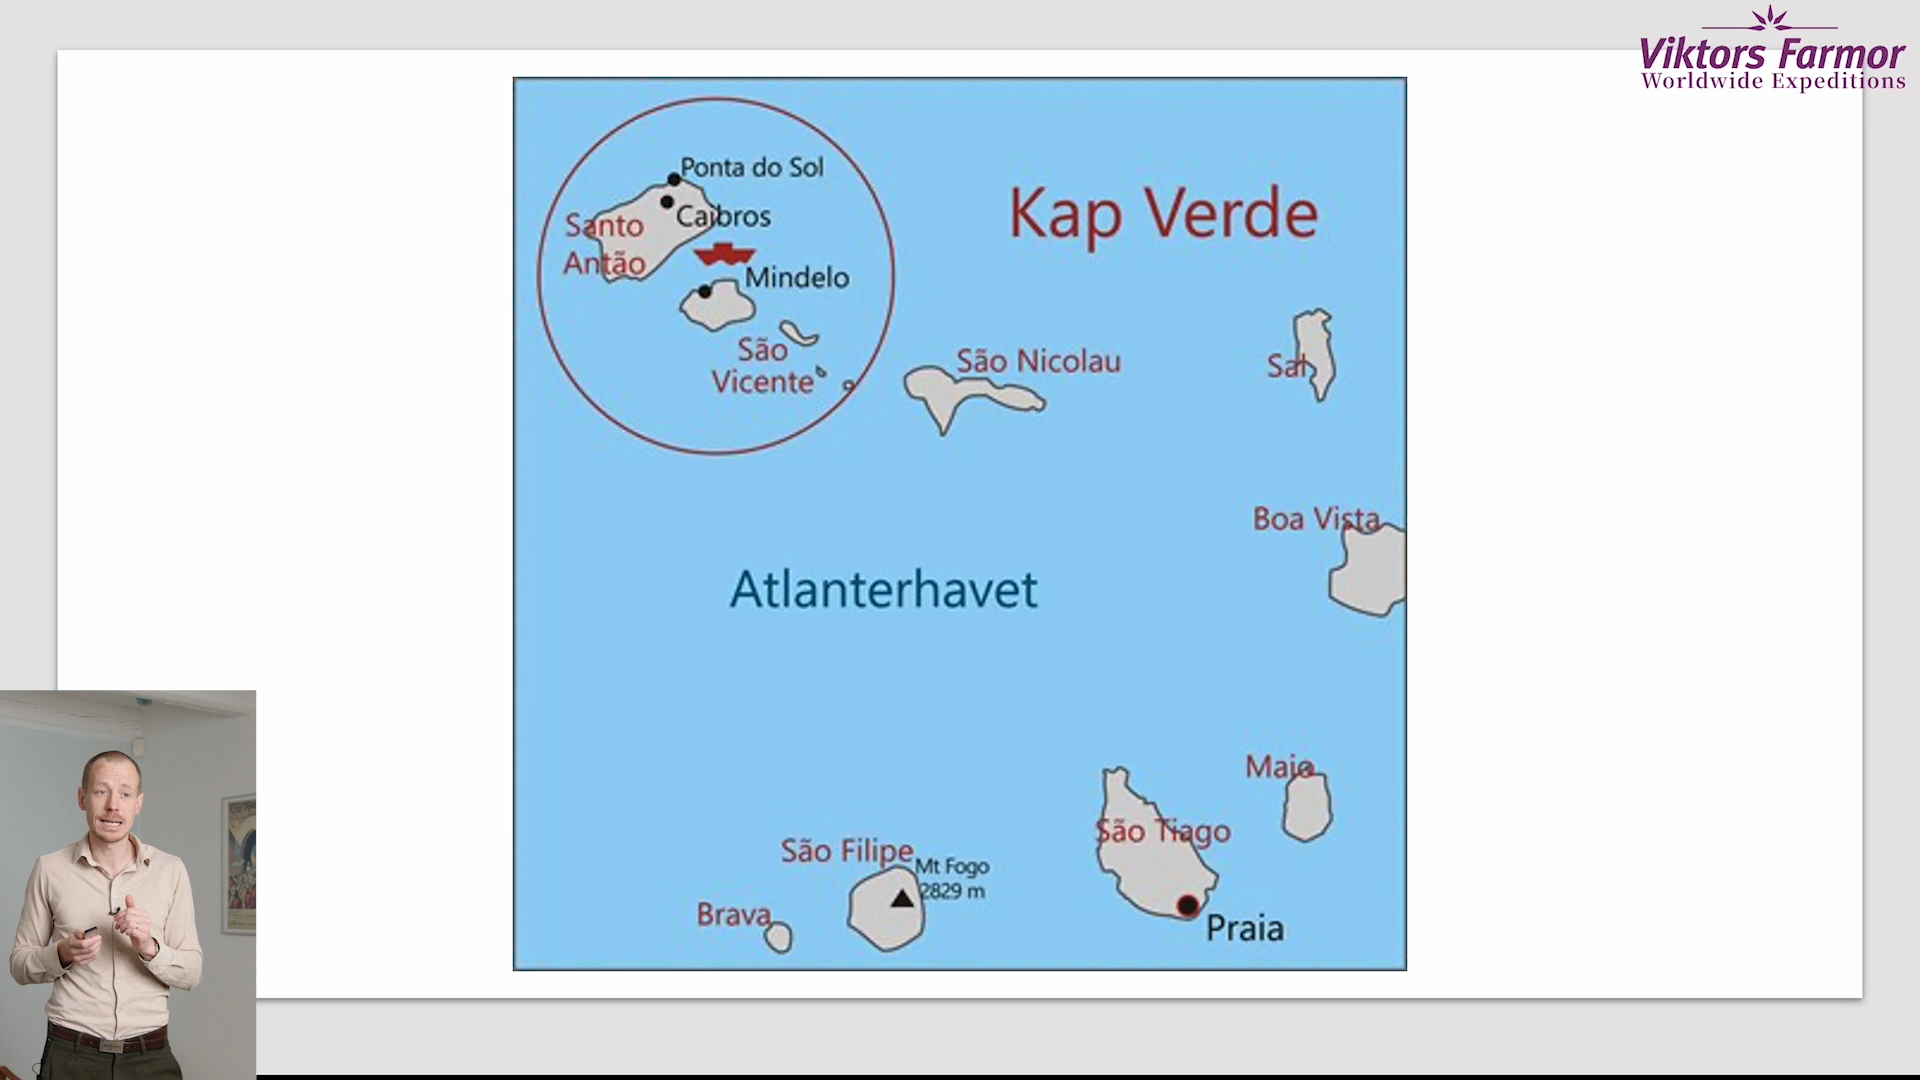 Viktors Farmor
Worldwide Expeditions
Ponta do Sol
Caibros
Santo
Antão
Mindelo
São
Vicente
Kap Verde
São Nicolau
Sal
Boa Vista
Atlanterhavet
Maio
São Tiago
Praia
São Filipe
Mt Fogo
2829 m
Brava